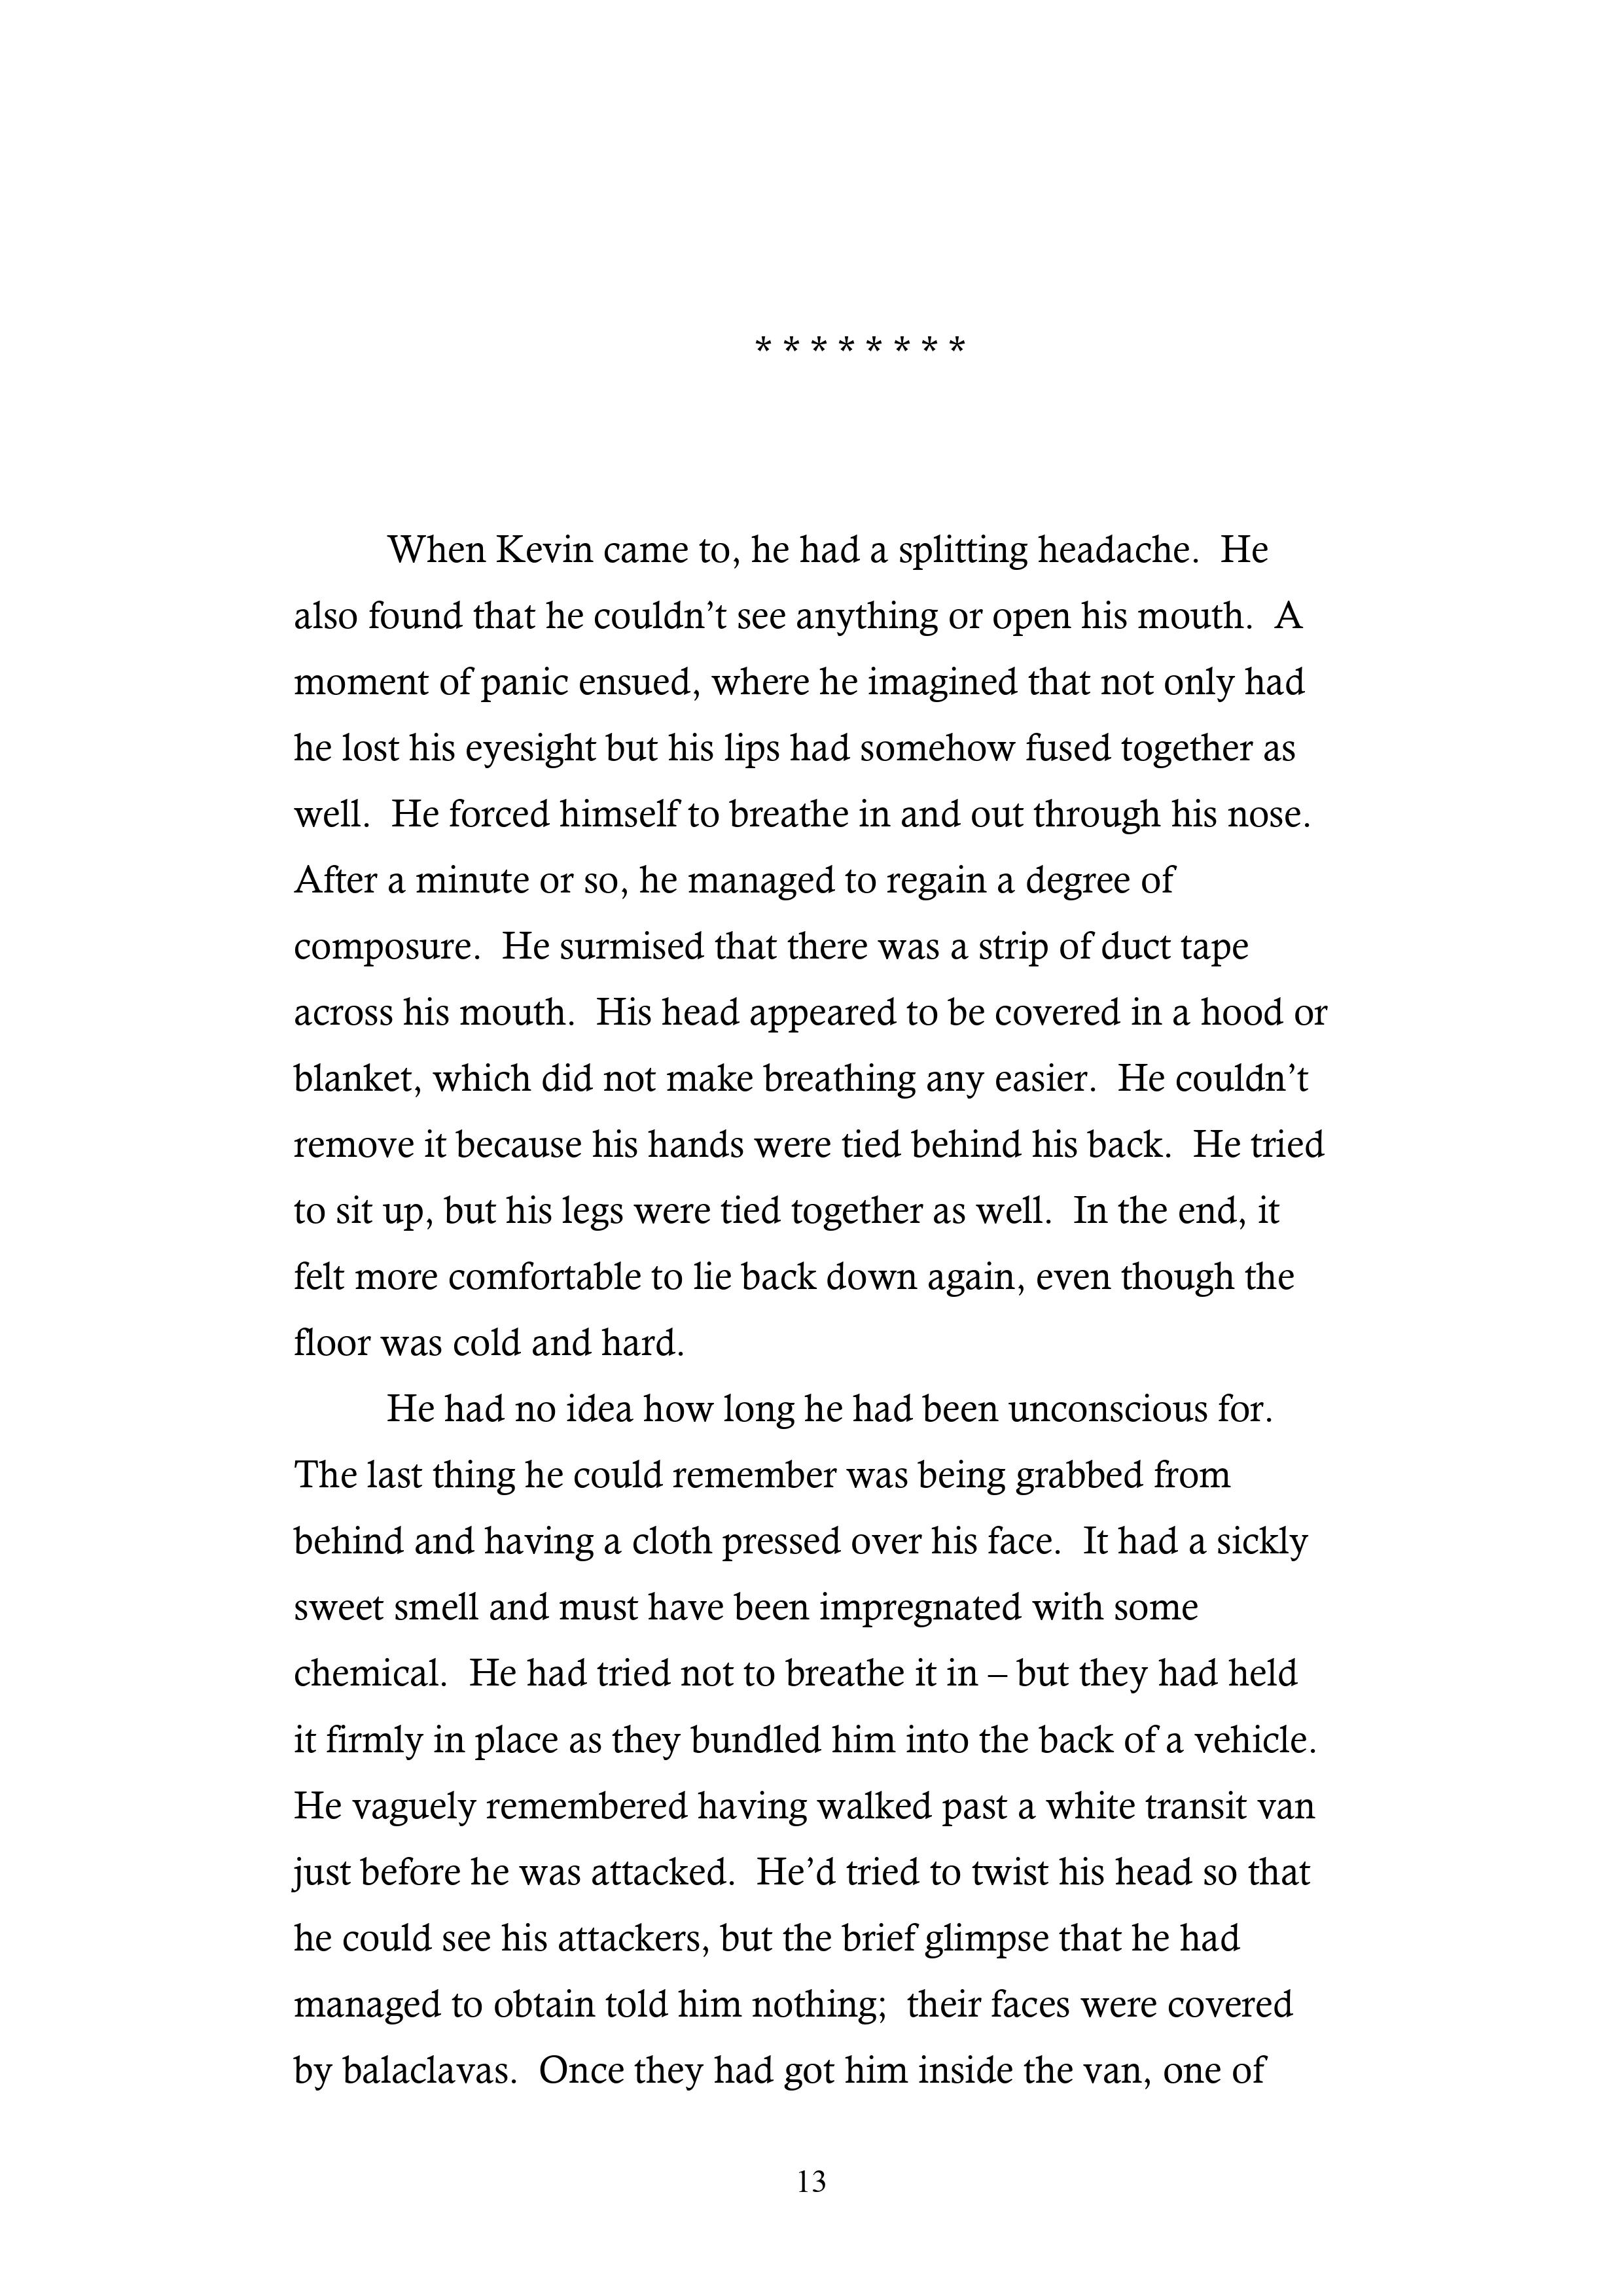 * * * * * * * *
When Kevin came to, he had a splitting headache.  He
also found that he couldn’t see anything or open his mouth.  A
moment of panic ensued, where he imagined that not only had
he lost his eyesight but his lips had somehow fused together as
well.  He forced himself to breathe in and out through his nose.
After a minute or so, he managed to regain a degree of
composure.  He surmised that there was a strip of duct tape
across his mouth.  His head appeared to be covered in a hood or
blanket, which did not make breathing any easier.  He couldn’t
remove it because his hands were tied behind his back.  He tried
to sit up, but his legs were tied together as well.  In the end, it
felt more comfortable to lie back down again, even though the
floor was cold and hard.
He had no idea how long he had been unconscious for.
The last thing he could remember was being grabbed from
behind and having a cloth pressed over his face.  It had a sickly
sweet smell and must have been impregnated with some
chemical.  He had tried not to breathe it in – but they had held
it firmly in place as they bundled him into the back of a vehicle.
He vaguely remembered having walked past a white transit van
just before he was attacked.  He’d tried to twist his head so that
he could see his attackers, but the brief glimpse that he had
managed to obtain told him nothing;  their faces were covered
by balaclavas.  Once they had got him inside the van, one of
13